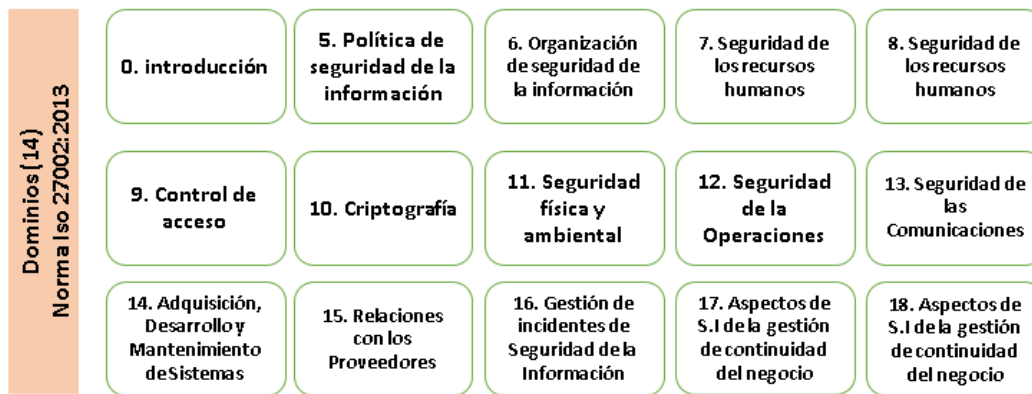 Dominios (14)
Norma Iso 27002:2013
0. introducción
5. Política de
seguridad de la
información
6. Organización
de seguridad de
la información
7. Seguridad de
los recursos
humanos
8. Seguridad de
los recursos
humanos
9. Control de
acceso
10. Criptografía
11. Seguridad
física y
ambiental
12. Seguridad
de la
Operaciones
13. Seguridad de
las
Comunicaciones
14. Adquisición,
Desarrollo y
Mantenimiento
de Sistemas
15. Relaciones
con los
Proveedores
16. Gestión de
incidentes de
Seguridad de la
Información
17. Aspectos de
S.I de la gestión
de continuidad
del negocio
18. Aspectos de
S.I de la gestión
de continuidad
del negocio